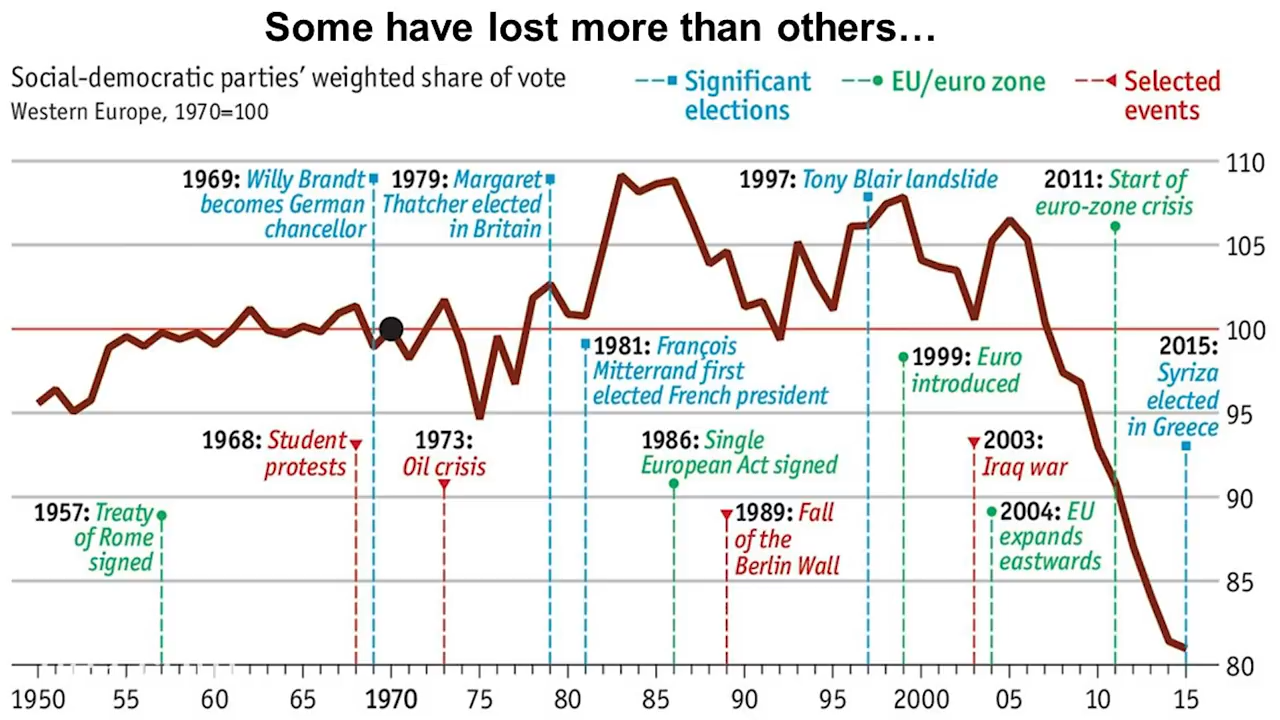 Some have lost more than others…
Social-democratic parties' weighted share of vote
Western Europe, 1970=100
Significant
elections
EU/euro zone
Selected
events
110
105
100
95
90
85
80
1969: Willy Brandt
becomes German
chancellor
1979: Margaret
Thatcher elected
in Britain
1997: Tony Blair landslide
2011: Start of
euro-zone crisis
1981: François
Mitterrand first
elected French president
1999: Euro
introduced
2015:
Syriza
elected
in Greece
1968: Student
protests
1973:
Oil crisis
1986: Single
European Act signed
2003:
Iraq war
1957: Treaty
of Rome
signed
1989: Fall
of the
Berlin Wall
2004: EU
expands
eastwards
1950 55 60 65 1970 75 80 85 90 95 2000 05 10 15